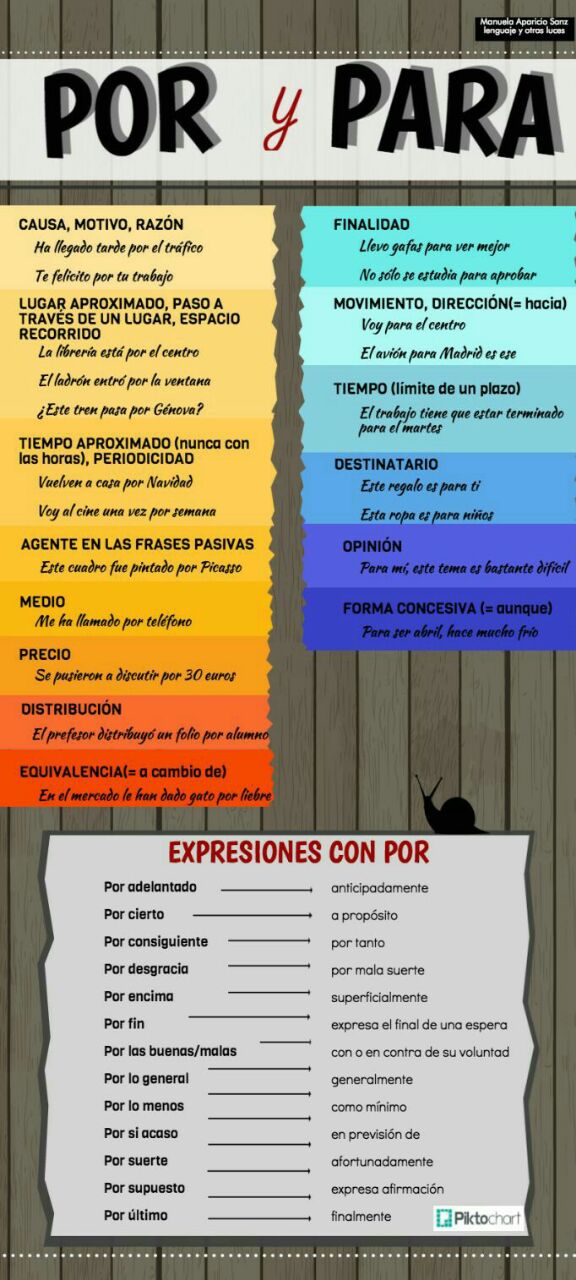 Manuela Aparicio Sanz
lenguaje y otras luces
POR y PARA
CAUSA, MOTIVO, RAZÓN
Ha llegado tarde por el tráfico
Te felicito por tu trabajo
LUGAR APROXIMADO, PASO A
TRAVÉS DE UN LUGAR, ESPACIO
RECORRIDO
La librería está por el centro
El ladrón entró por la ventana
¿Este tren pasa por Génova?
TIEMPO APROXIMADO (nunca con
las horas), PERIODICIDAD
Vuelven a casa por Navidad
Voy al cine una vez por semana
AGENTE EN LAS FRASES PASIVAS
Este cuadro fue pintado por Picasso
MEDIO
Me ha llamado por teléfono
PRECIO
Se pusieron a discutir por 30 euros
DISTRIBUCIÓN
El prefesor distribuyó un folio por alumno
EQUIVALENCIA(= a cambio de)
En el mercado le han dado gato por liebre
FINALIDAD
Llevo gafas para ver mejor
No sólo se estudia para aprobar
MOVIMIENTO, DIRECCIÓN(= hacia)
Voy para el centro
El avión para Madrid es ese
TIEMPO (límite de un plazo)
El trabajo tiene que estar terminado
para el martes
DESTINATARIO
Este regalo es para ti
Esta ropa es para niños
OPINIÓN
Para mí, este tema es bastante difícil
FORMA CONCESIVA (= aunque)
Para ser abril, hace mucho frío
EXPRESIONES CON POR
Por adelantado anticipadamente
Por cierto a propósito
Por consiguiente por tanto
Por desgracia por mala suerte
Por encima superficialmente
Por fin expresa el final de una espera
Por las buenas/malas con o en contra de su voluntad
Por lo general generalmente
Por lo menos como mínimo
Por si acaso en previsión de
Por suerte afortunadamente
Por supuesto expresa afirmación
Por último finalmente
Piktochart